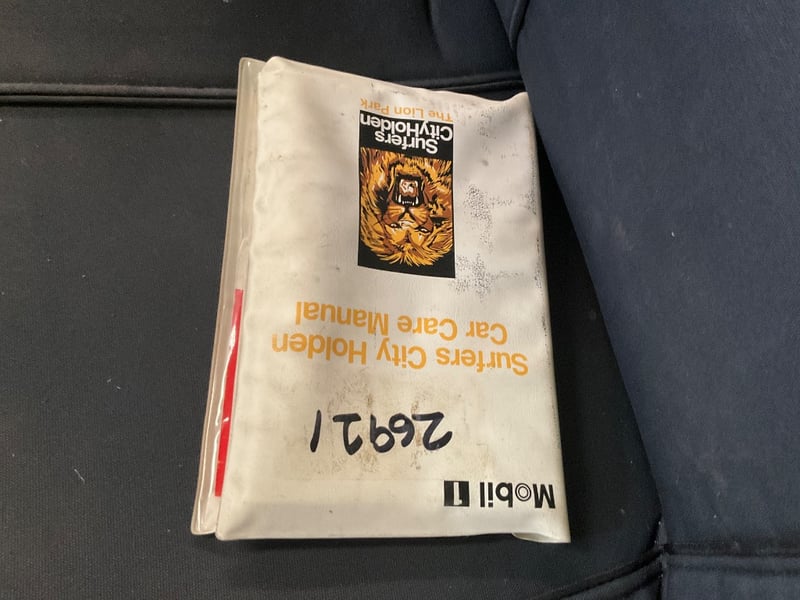 Mobil 1
26921
Surfers City Holden
Car Care Manual
Surfers
CityHolden
The Lion Park